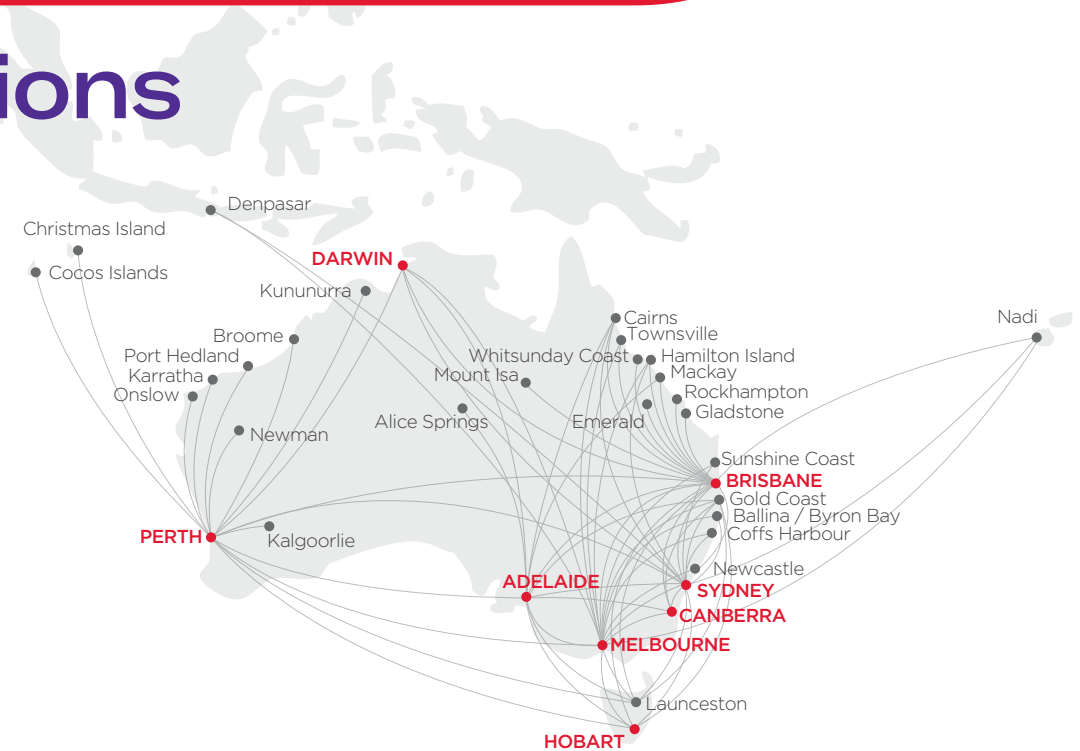 ions
Denpasar
Christmas Island
DARWIN
Cocos Islands
Kununurra
Cairns
Nadi
Townsville
Broome
Whitsunday Coast
Hamilton Island
Port Hedland
Mackay
Karratha
Mount Isa
Rockhampton
Onslow
Gladstone
Alice Springs
Emerald
Newman
Sunshine Coast
BRISBANE
Gold Coast
Ballina / Byron Bay
PERTH
Kalgoorlie
Coffs Harbour
Newcastle
ADELAIDE
SYDNEY
CANBERRA
MELBOURNE
Launceston
HOBART